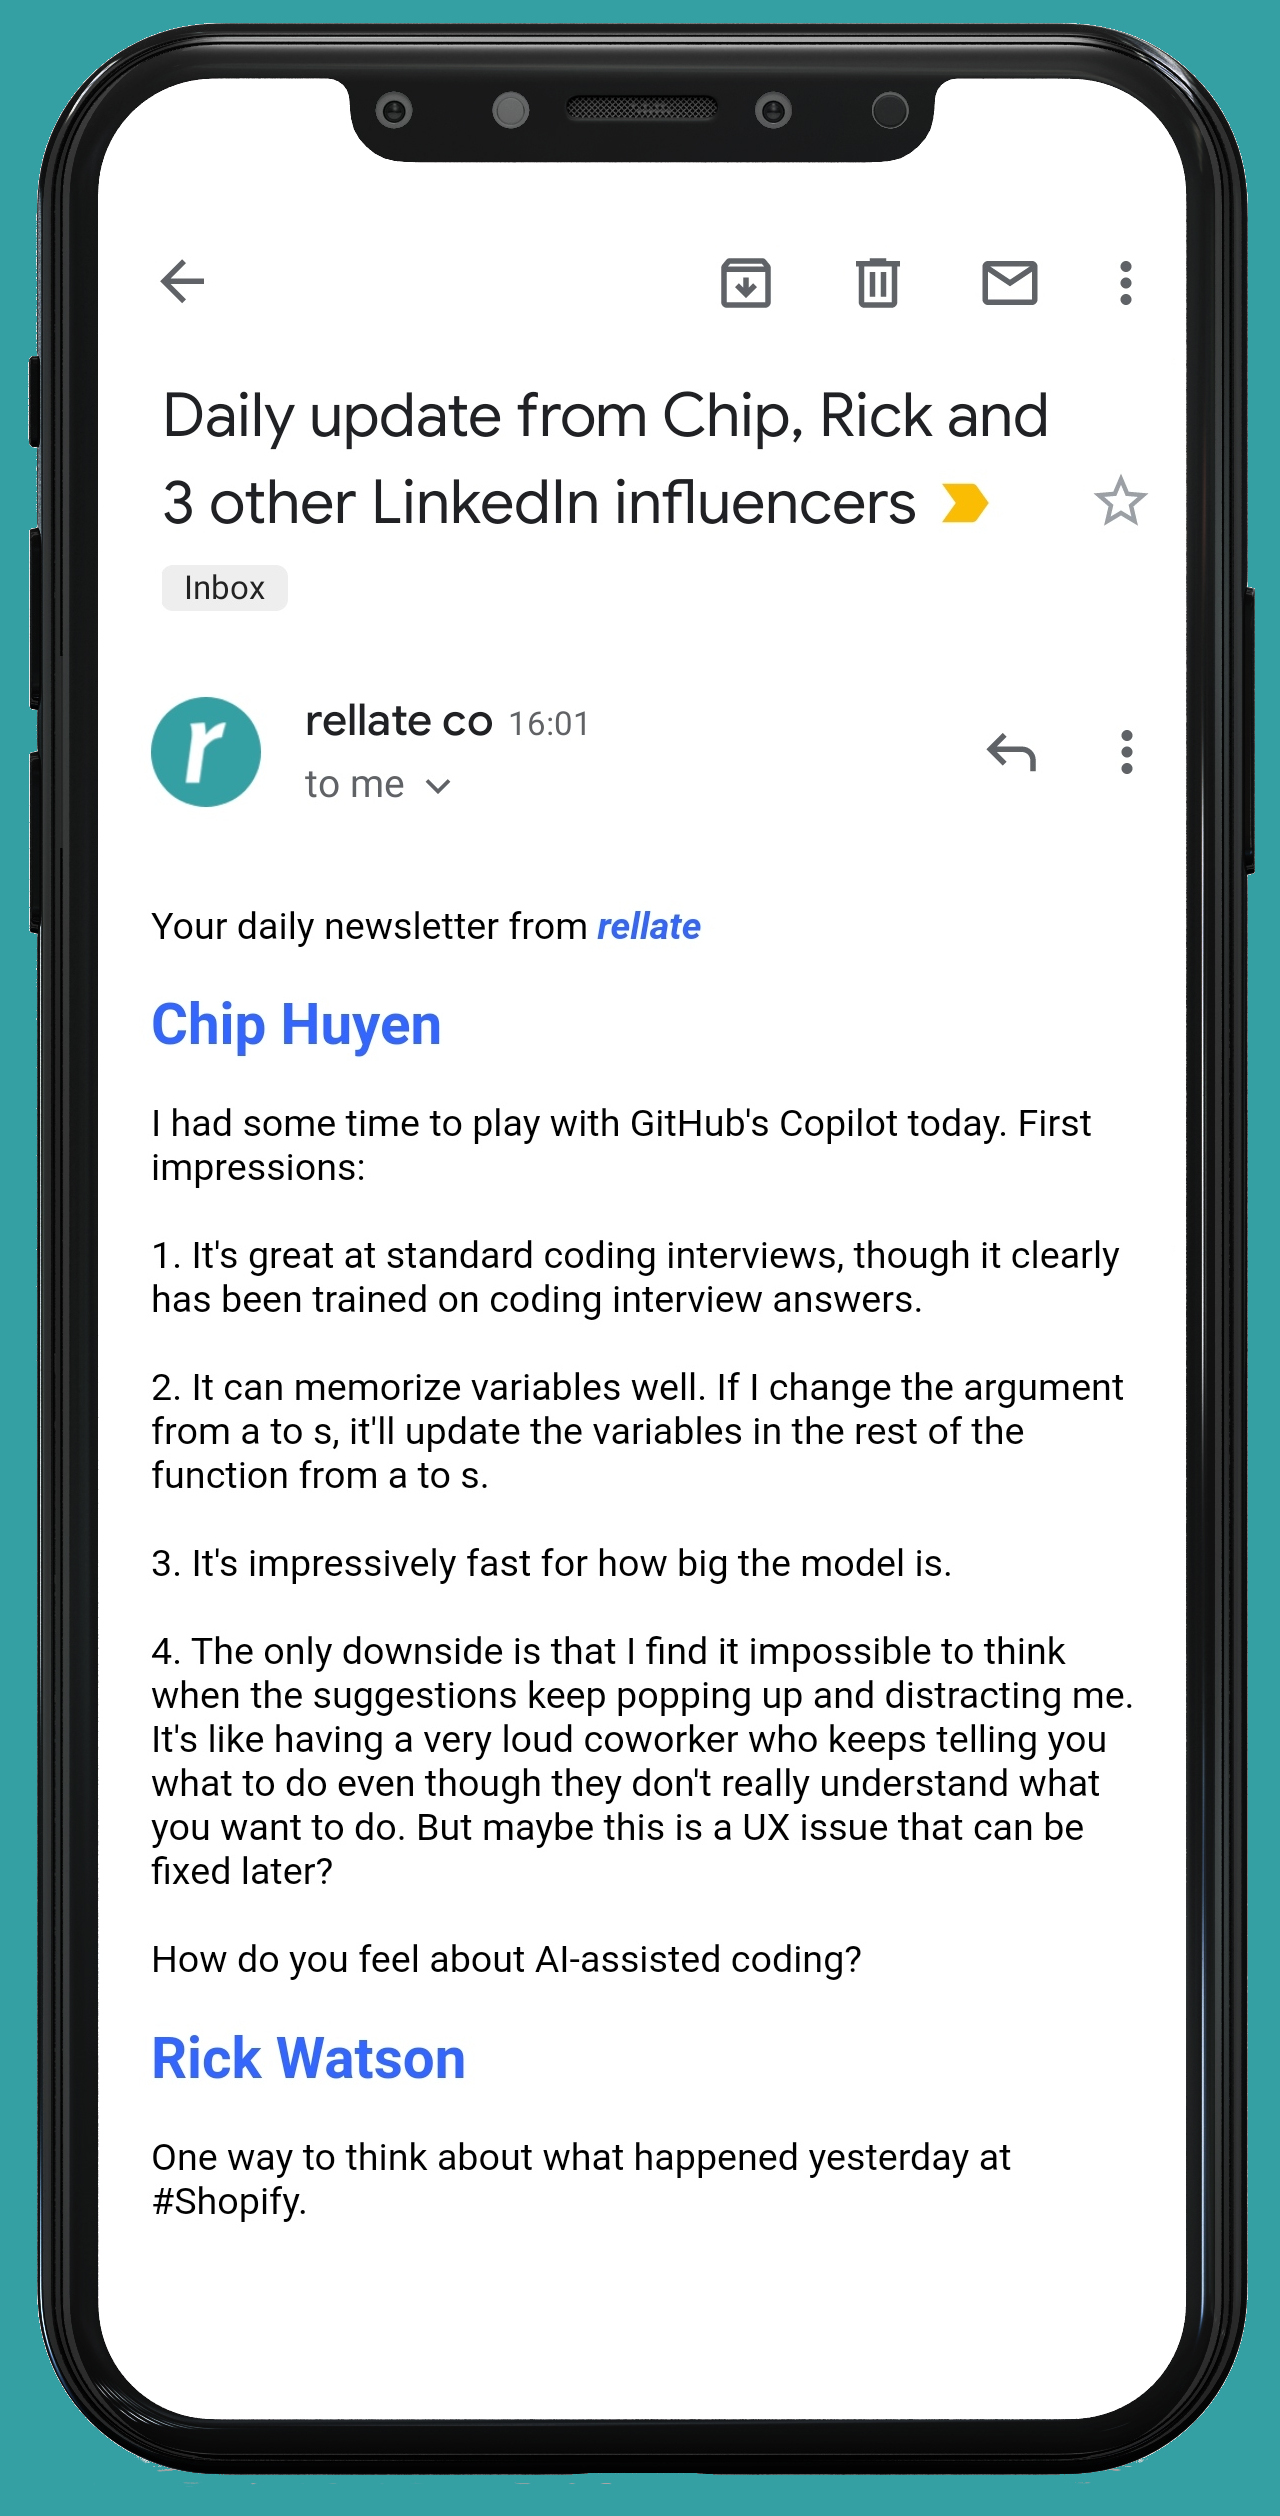 Daily update from Chip, Rick and
3 other LinkedIn influencers
Inbox
r
rellate co 16:01
to me
Your daily newsletter from rellate
Chip Huyen
I had some time to play with GitHub's Copilot today. First
impressions:
1. It's great at standard coding interviews, though it clearly
has been trained on coding interview answers.
2. It can memorize variables well. If I change the argument
from a to s, it'll update the variables in the rest of the
function from a to s.
3. It's impressively fast for how big the model is.
4. The only downside is that I find it impossible to think
when the suggestions keep popping up and distracting me.
It's like having a very loud coworker who keeps telling you
what to do even though they don't really understand what
you want to do. But maybe this is a UX issue that can be
fixed later?
How do you feel about AI-assisted coding?
Rick Watson
One way to think about what happened yesterday at
#Shopify.